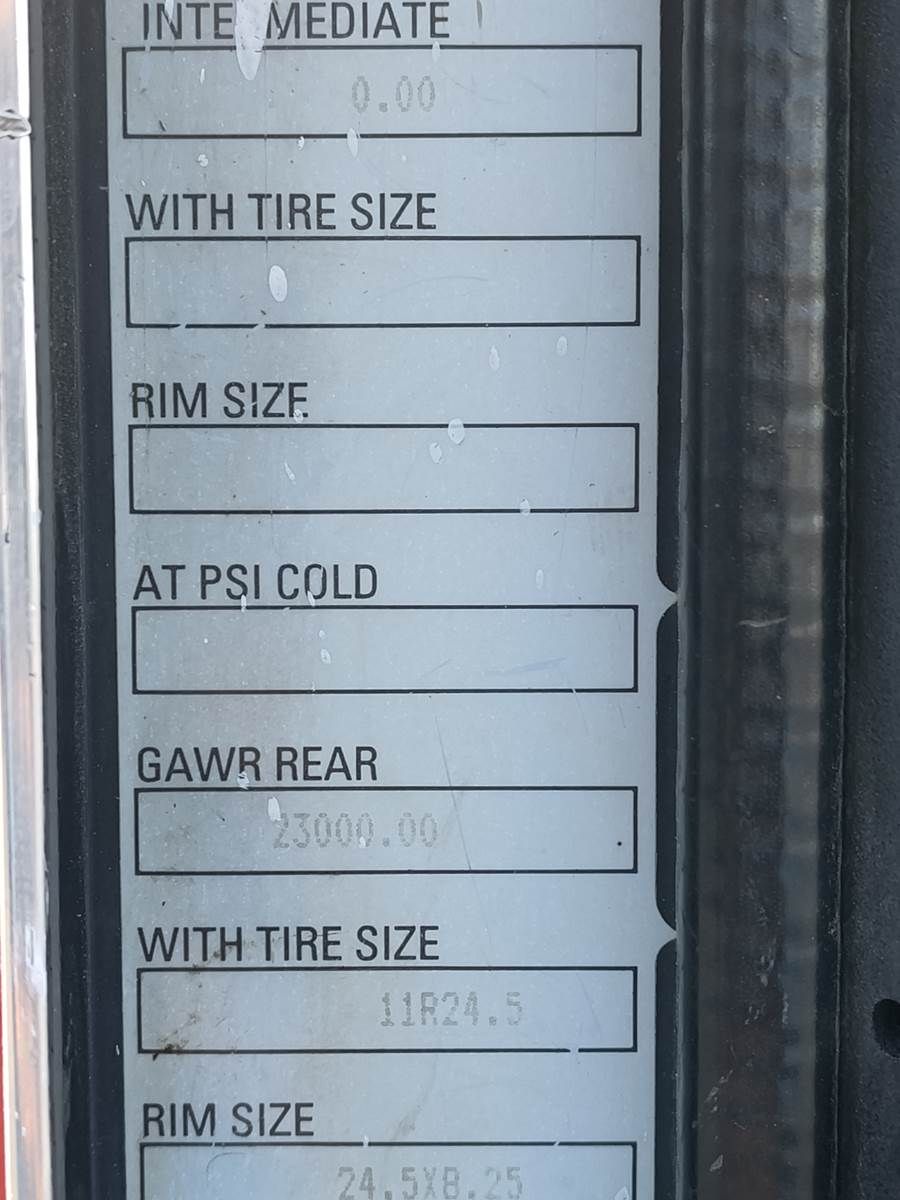 INTERMEDIATE
0.00
WITH TIRE SIZE
RIM SIZE
AT PSI COLD
GAWR REAR
23000.00
WITH TIRE SIZE
11R24.5
RIM SIZE
24.5X8.25